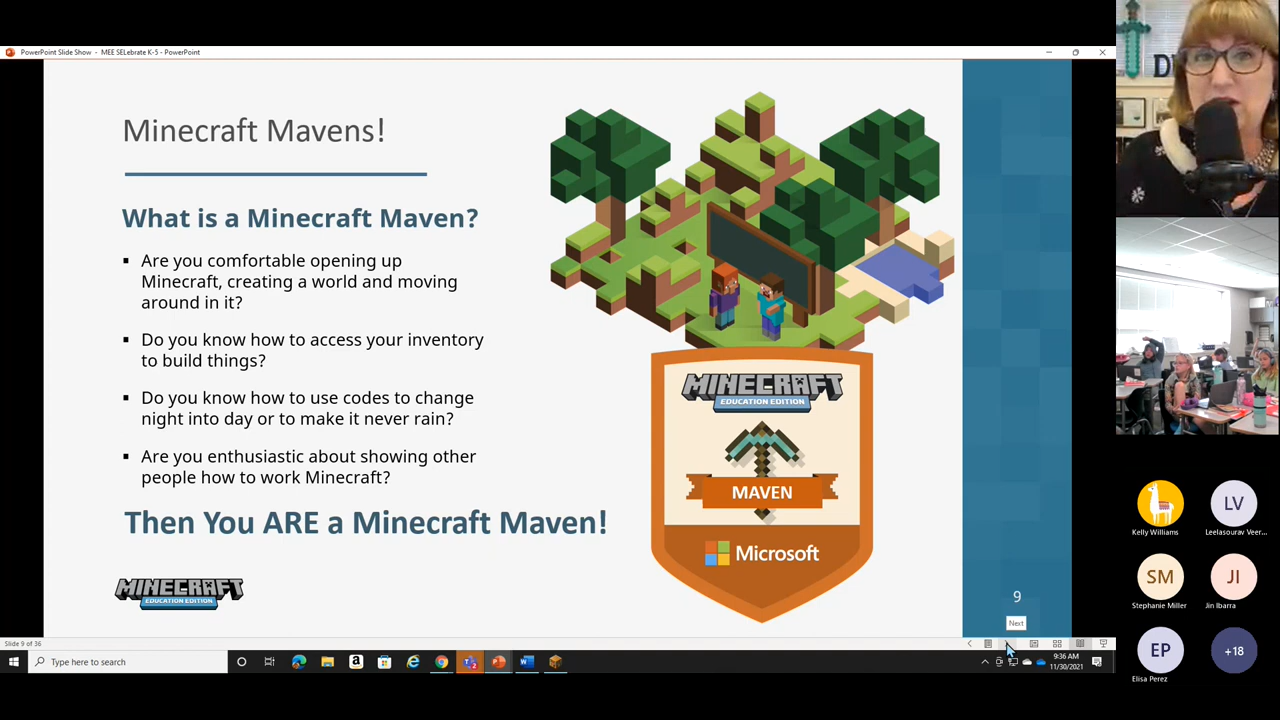 PowerPoint Slide Show - MEE SELebrate K-5 - PowerPoint
Minecraft Mavens!
What is a Minecraft Maven?
▪ Are you comfortable opening up
Minecraft, creating a world and moving
around in it?
▪ Do you know how to access your inventory
to build things?
▪ Do you know how to use codes to change
night into day or to make it never rain?
▪ Are you enthusiastic about showing other
people how to work Minecraft?
Then You ARE a Minecraft Maven!
MINECRAFT
EDUCATION EDITION
MINECRAFT
EDUCATION EDITION
MAVEN
Microsoft
9
Next
Slide 9 of 36
Type here to search
9:36 AM
11/30/2021
Kelly Williams
LV
Leelasourav Veer...
SM
Stephanie Miller
JI
Jin Ibarra
EP
Elisa Perez
+18